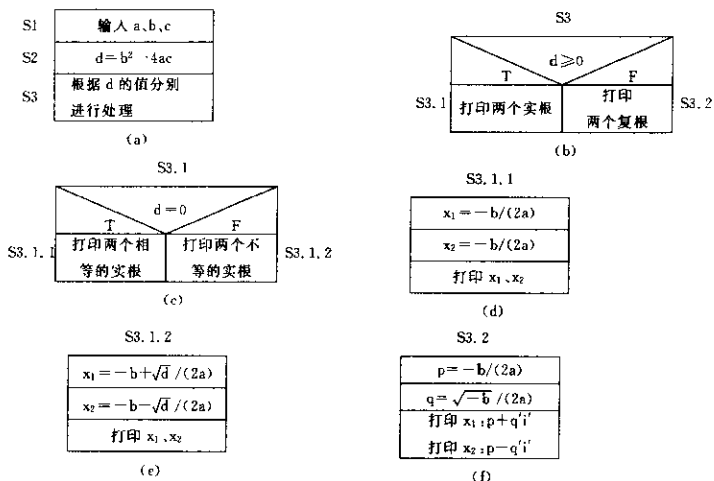 S1 输入 a、b、c
S2 d=b² -4ac
S3 根据 d 的值分别
进行处理
(a)
S3
d≥0
T F
S3.1 打印两个实根 打印 S3.2
两个复根
(b)
S3.1
d=0
T F
S3.1.1 打印两个相 打印两个不 S3.1.2
等的实根 等的实根
(c)
S3.1.1
x₁=-b/(2a)
x₂=-b/(2a)
打印 x₁、x₂
(d)
S3.1.2
x₁=-b+√d/(2a)
x₂=-b-√d/(2a)
打印 x₁、x₂
(e)
S3.2
p=-b/(2a)
q=√-b/(2a)
打印 x₁:p+q'i'
打印 x₂:p-q'i'
(f)